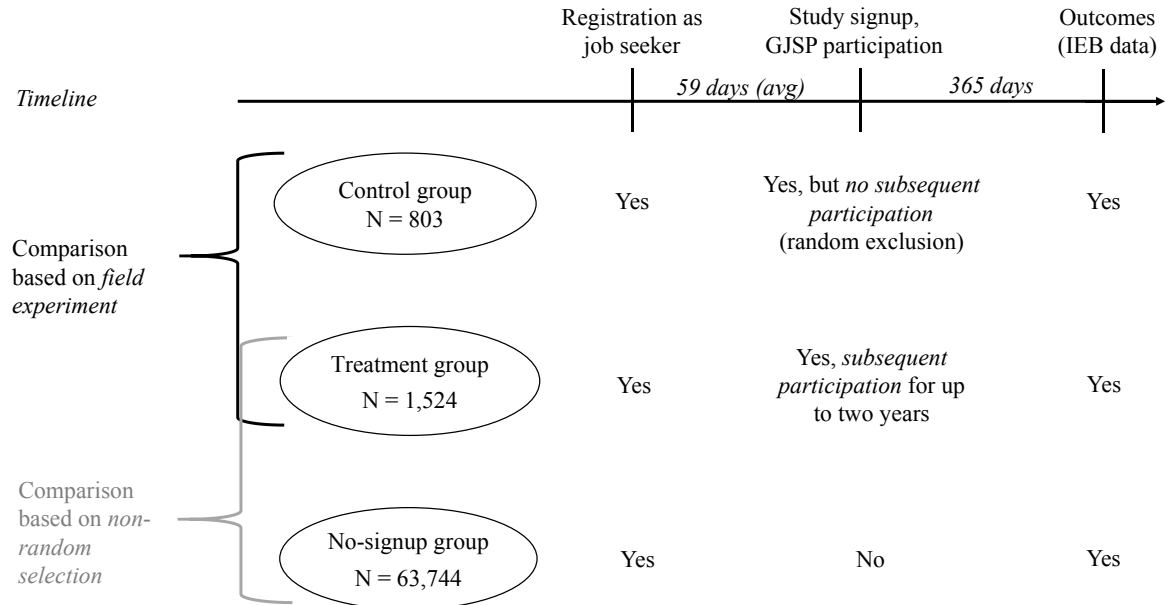 Registration as
job seeker
Study signup,
GJSP participation
Outcomes
(IEB data)
Timeline
59 days (avg)
365 days
Control group
N = 803
Yes
Yes, but no subsequent
participation
(random exclusion)
Yes
Comparison
based on field
experiment
Treatment group
N = 1,524
Yes
Yes, subsequent
participation for up
to two years
Yes
Comparison
based on non-
random
selection
No-signup group
N = 63,744
Yes
No
Yes